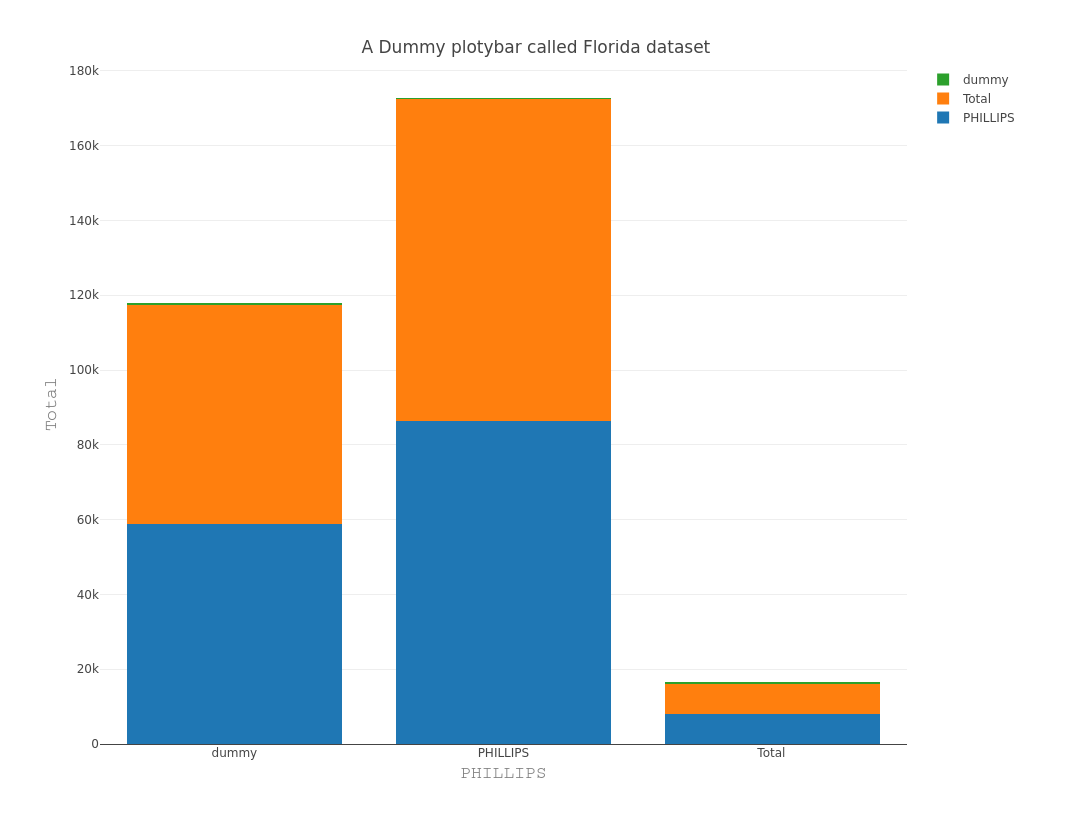 A Dummy plotybar called Florida dataset
dummy
Total
PHILLIPS
180k
160k
140k
120k
100k
80k
60k
40k
20k
0
Total
dummy
PHILLIPS
Total
PHILLIPS